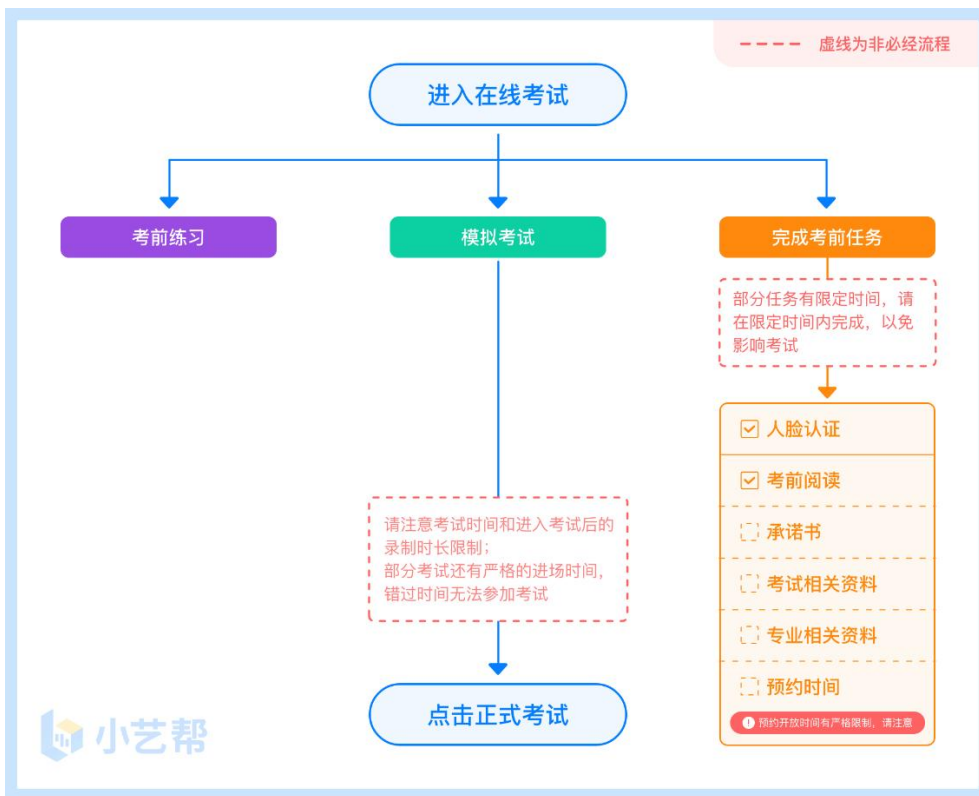 虚线为非必经流程
进入在线考试
考前练习
模拟考试
完成考前任务
部分任务有限定时间，请
在限定时间内完成，以免
影响考试
人脸认证
考前阅读
承诺书
考试相关资料
专业相关资料
预约时间
预约开放时间有严格限制，请注意
请注意考试时间和进入考试后的
录制时长限制；
部分考试还有严格的进场时间，
错过时间无法参加考试
点击正式考试
小艺帮